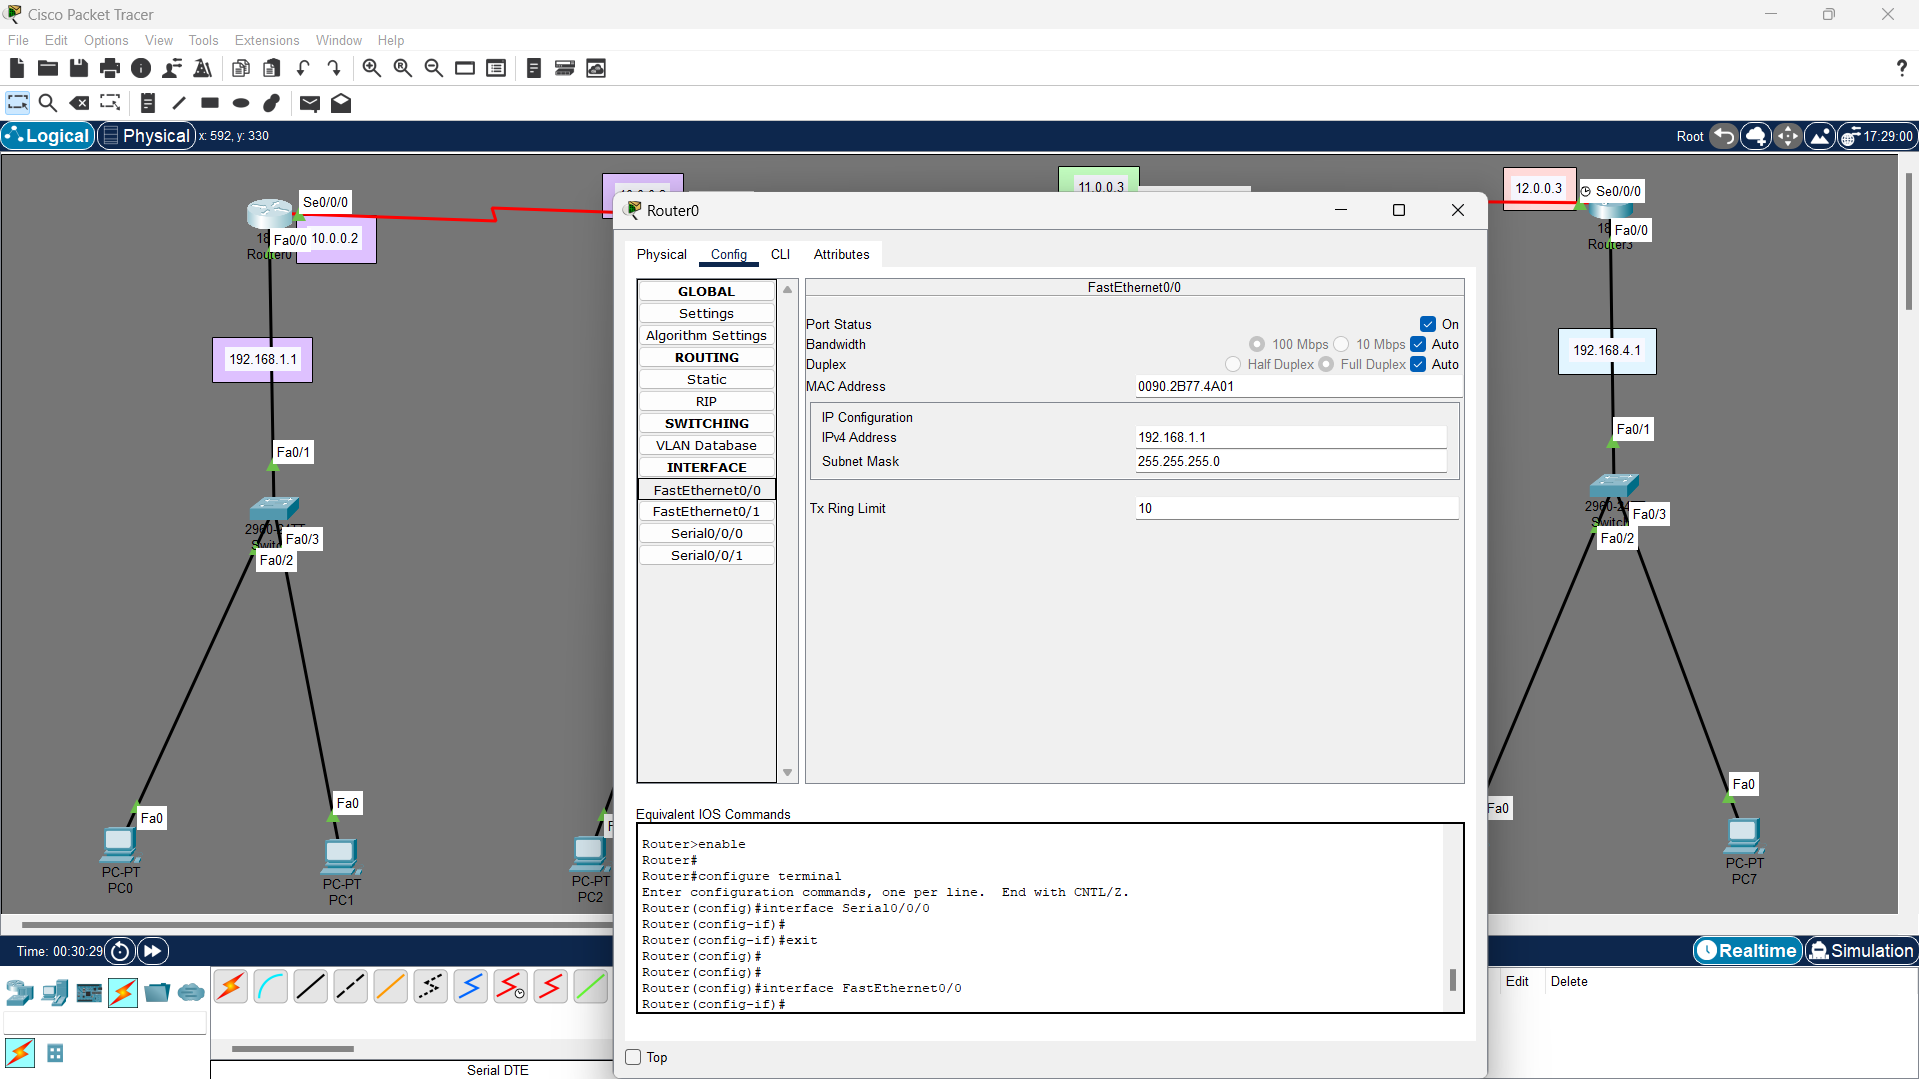 Cisco Packet Tracer
File Edit Options View Tools Extensions Window Help
Logical Physical x: 592, y: 330
Root 17:29:00
Se0/0/0
10.0.0.2
Fa0/0
Router0
192.168.1.1
Fa0/1
Fa0/3
Fa0/2
Fa0
PC-PT
PC0
Fa0
PC-PT
PC1
PC-PT
PC2
11.0.0.3
12.0.0.3
Se0/0/0
Fa0/0
Router3
192.168.4.1
Fa0/1
Fa0/3
Fa0/2
Fa0
Fa0
PC-PT
PC7
Router0
Physical Config CLI Attributes
GLOBAL
Settings
Algorithm Settings
ROUTING
Static
RIP
SWITCHING
VLAN Database
INTERFACE
FastEthernet0/0
FastEthernet0/1
Serial0/0/0
Serial0/0/1
FastEthernet0/0
Port Status On
Bandwidth 100 Mbps 10 Mbps Auto
Duplex Half Duplex Full Duplex Auto
MAC Address 0090.2B77.4A01
IP Configuration
IPv4 Address 192.168.1.1
Subnet Mask 255.255.255.0
Tx Ring Limit 10
Equivalent IOS Commands
Router>enable
Router#
Router#configure terminal
Enter configuration commands, one per line. End with CNTL/Z.
Router(config)#interface Serial0/0/0
Router(config-if)#
Router(config-if)#exit
Router(config)#
Router(config)#
Router(config)#interface FastEthernet0/0
Router(config-if)#
Top
Time: 00:30:29
Realtime Simulation
Edit Delete
Serial DTE